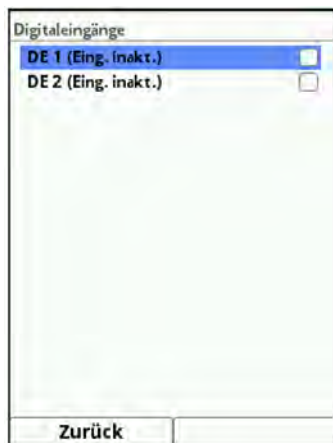 Digitaleingänge
DE 1 (Eing. inakt.)
DE 2 (Eing. inakt.)
Zurück